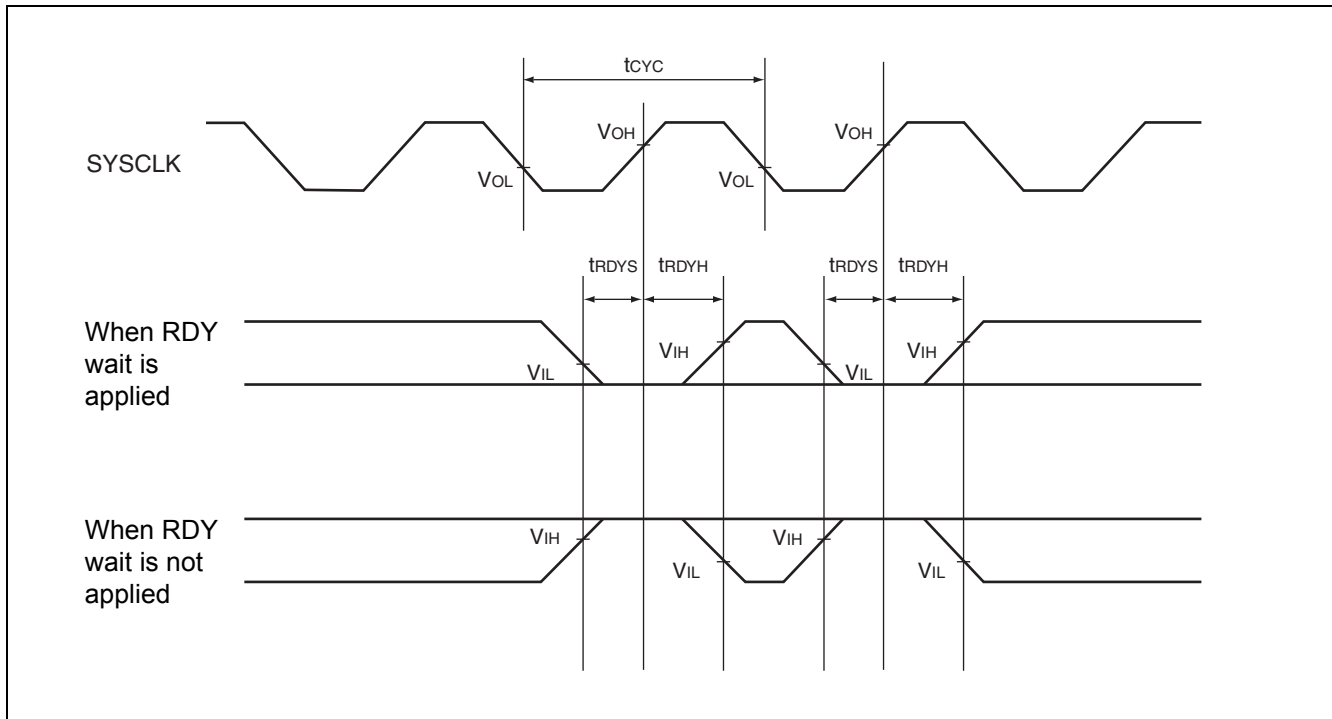 tCYC
VOH
VOH
SYSCLK
VOL
VOL
tRDYS
tRDYH
tRDYS
tRDYH
When RDY
wait is
applied
VIH
VIH
VIL
VIL
When RDY
wait is not
applied
VIH
VIH
VIL
VIL